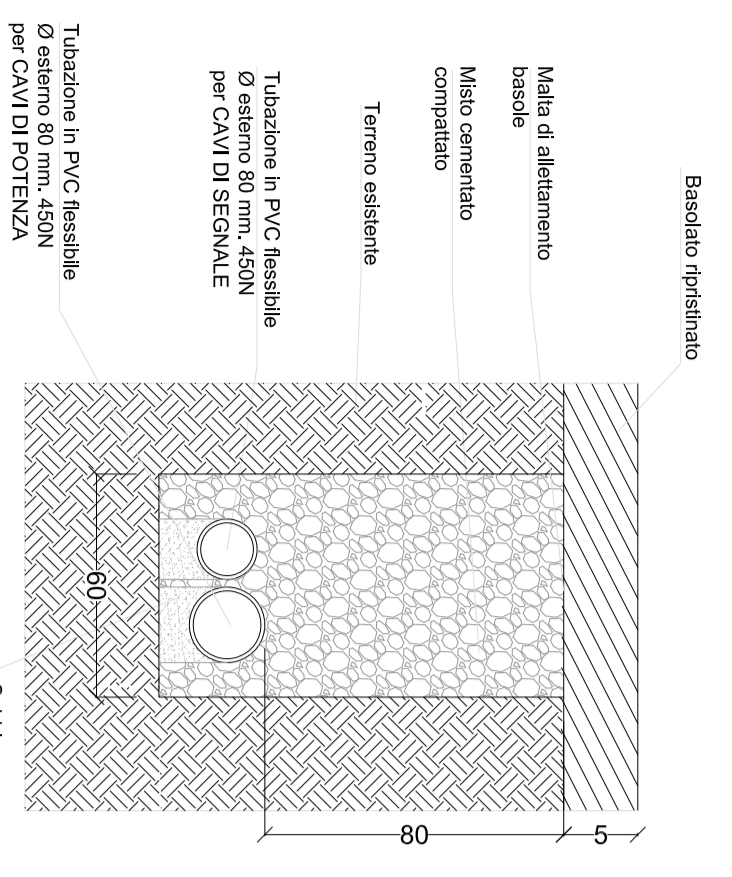 Basolato ripristinato
Malta di allettamento
basole
Misto cementato
compattato
Terreno esistente
Tubazione in PVC flessibile
Ø esterno 80 mm. 450N
per CAVI DI SEGNALE
Tubazione in PVC flessibile
Ø esterno 80 mm. 450N
per CAVI DI POTENZA
60
80
5